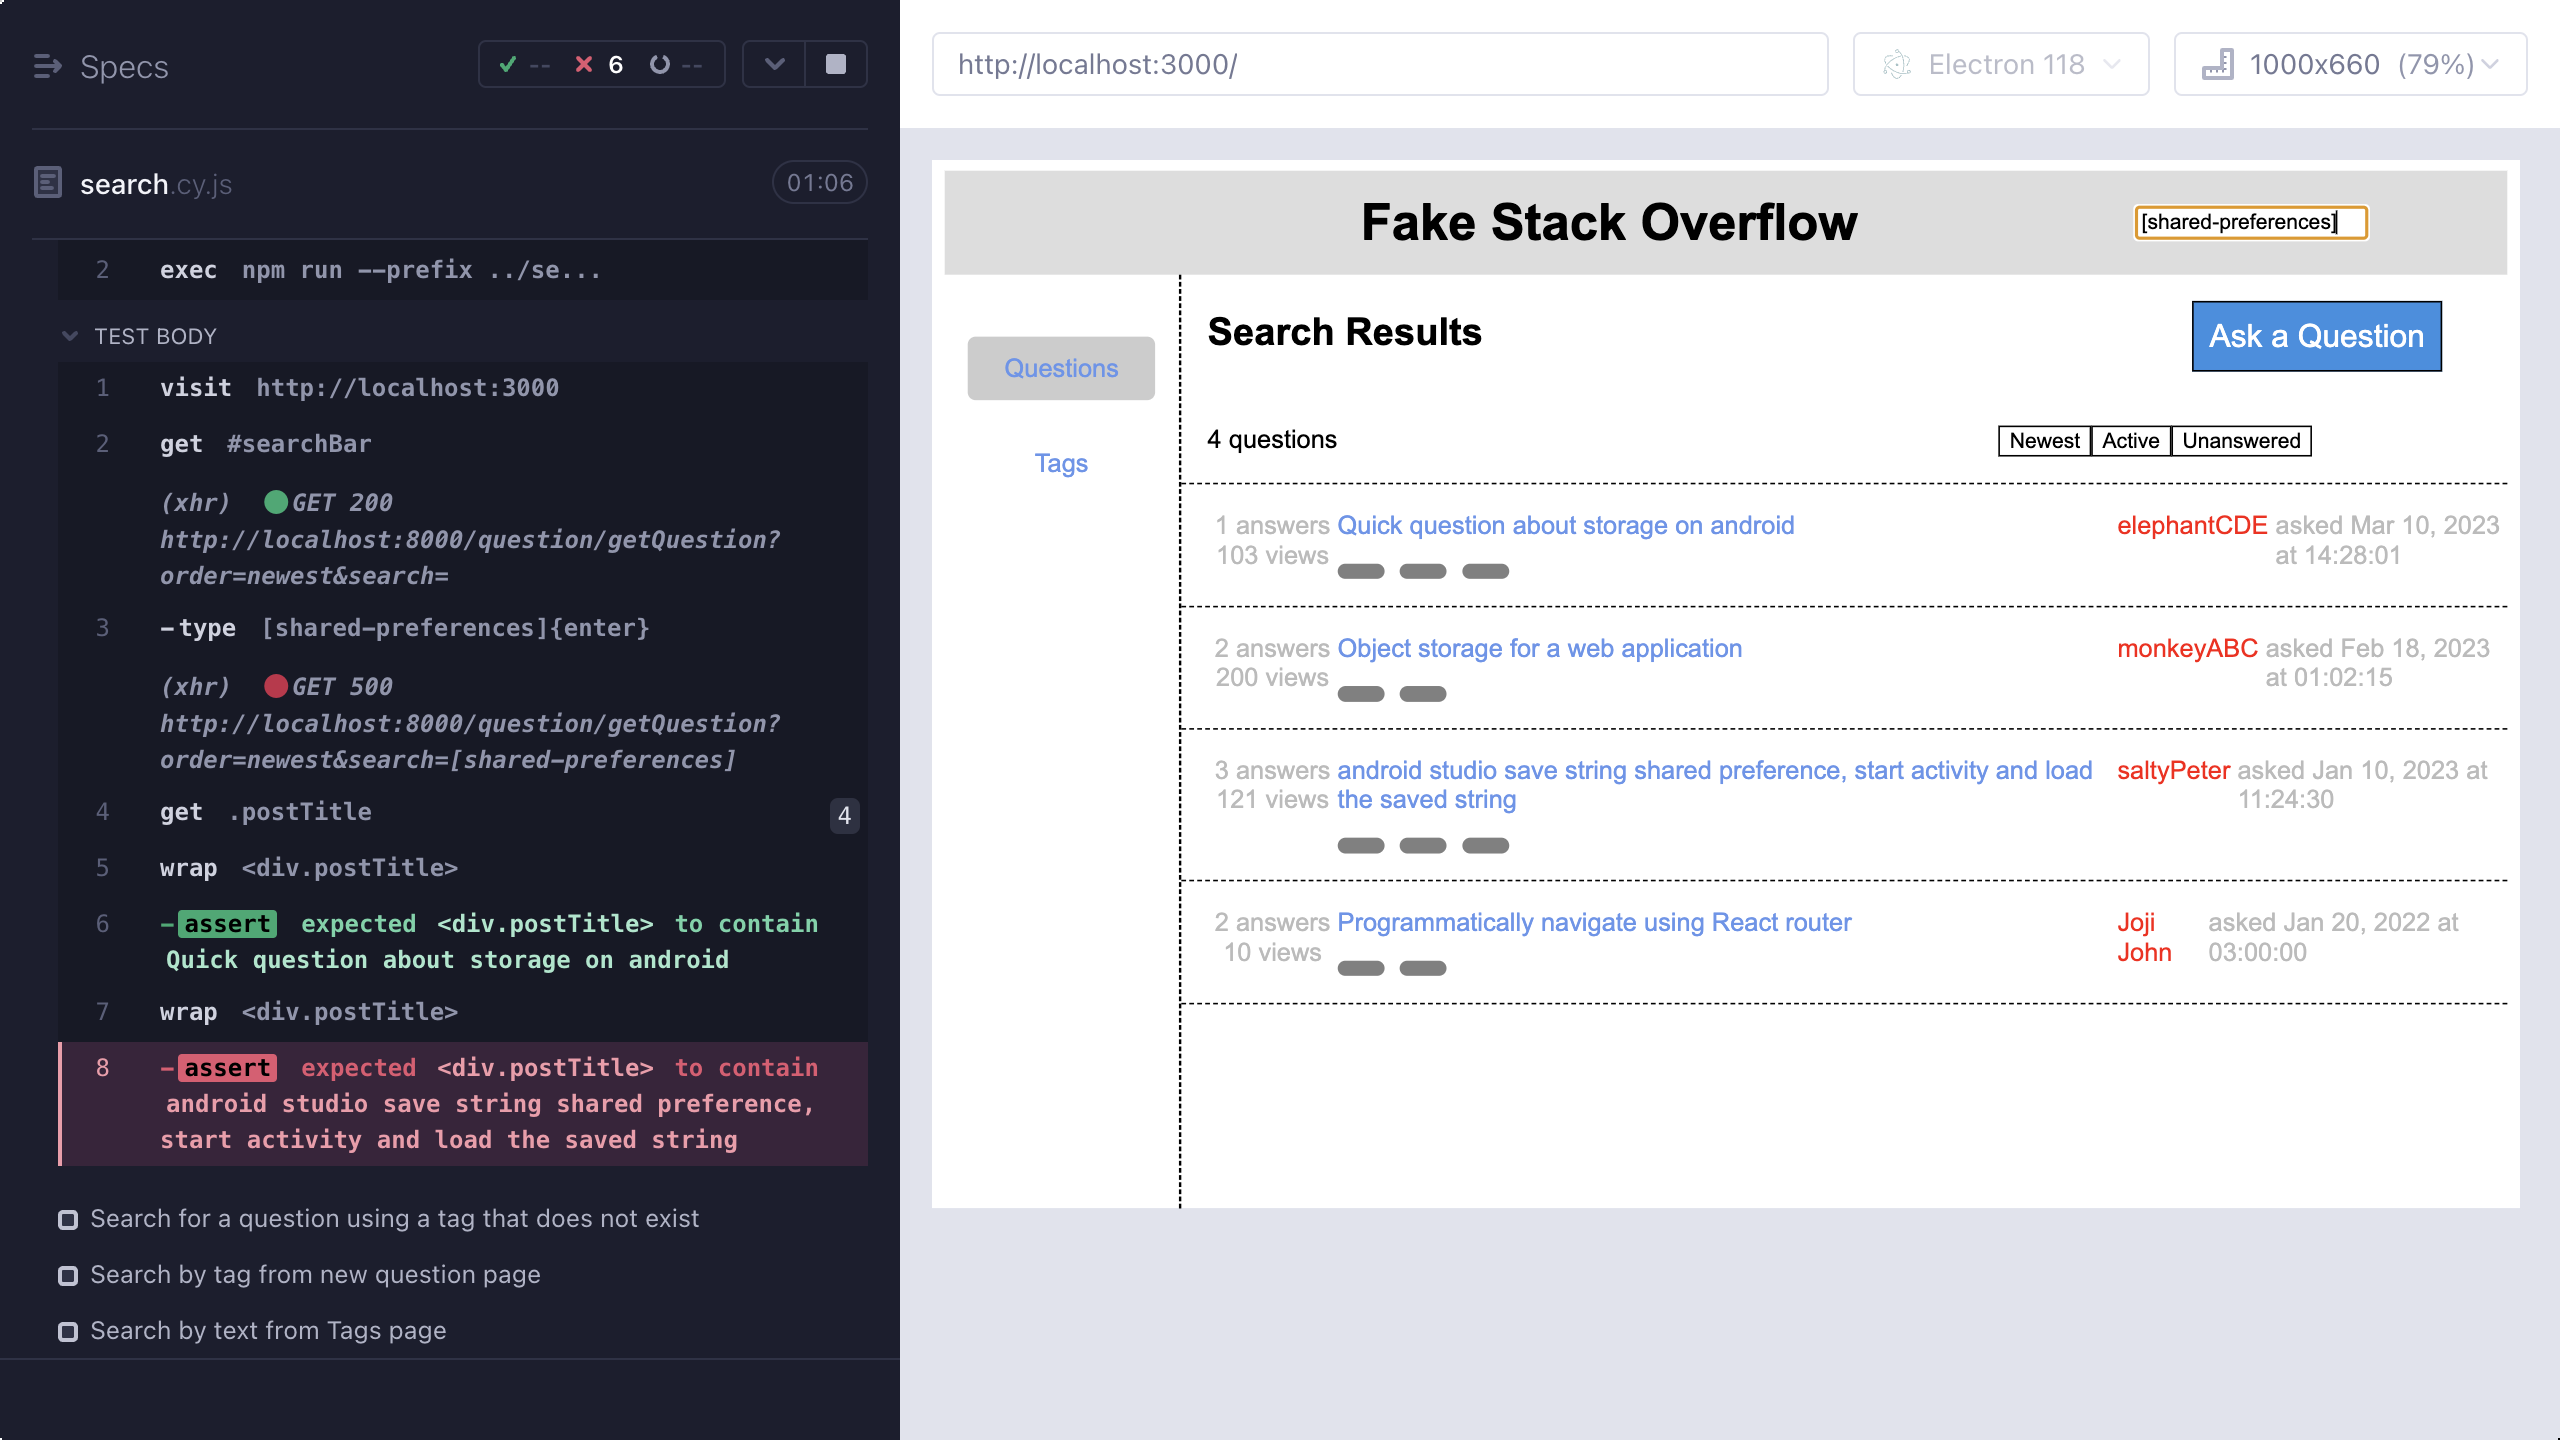 Specs
-- 6 --
search.cy.js 01:06
2 exec npm run --prefix ../se...
TEST BODY
1 visit http://localhost:3000
2 get #searchBar
(xhr) GET 200
http://localhost:8000/question/getQuestion?
order=newest&search=
3 -type [shared-preferences]{enter}
(xhr) GET 500
http://localhost:8000/question/getQuestion?
order=newest&search=[shared-preferences]
4 get .postTitle 4
5 wrap <div.postTitle>
6 -assert expected <div.postTitle> to contain
Quick question about storage on android
7 wrap <div.postTitle>
8 -assert expected <div.postTitle> to contain
android studio save string shared preference,
start activity and load the saved string
Search for a question using a tag that does not exist
Search by tag from new question page
Search by text from Tags page
http://localhost:3000/
Electron 118
1000x660 (79%)
Fake Stack Overflow
[shared-preferences]
Questions
Tags
Search Results
Ask a Question
4 questions
Newest Active Unanswered
1 answers Quick question about storage on android elephantCDE asked Mar 10, 2023
103 views at 14:28:01
2 answers Object storage for a web application monkeyABC asked Feb 18, 2023
200 views at 01:02:15
3 answers android studio save string shared preference, start activity and load saltyPeter asked Jan 10, 2023 at
121 views the saved string 11:24:30
2 answers Programmatically navigate using React router Joji asked Jan 20, 2022 at
10 views John 03:00:00